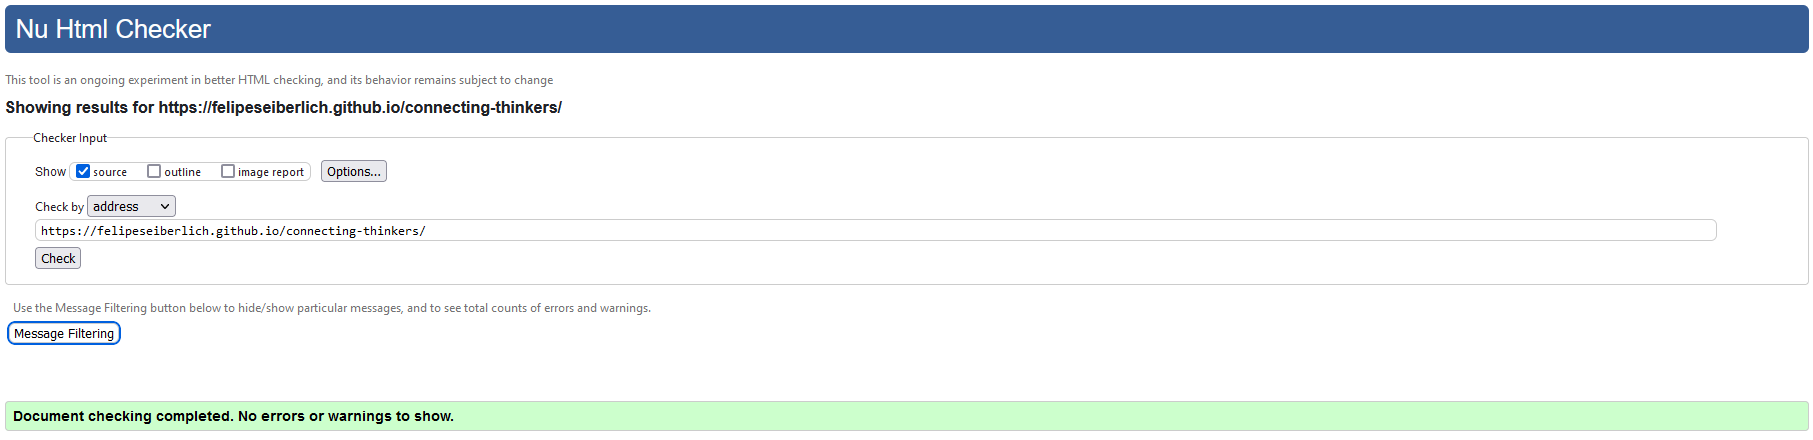 Nu Html Checker
This tool is an ongoing experiment in better HTML checking, and its behavior remains subject to change
Showing results for https://felipeseiberlich.github.io/connecting-thinkers/
Checker Input
Show source outline image report Options...
Check by address
https://felipeseiberlich.github.io/connecting-thinkers/
Check
Use the Message Filtering button below to hide/show particular messages, and to see total counts of errors and warnings.
Message Filtering
Document checking completed. No errors or warnings to show.